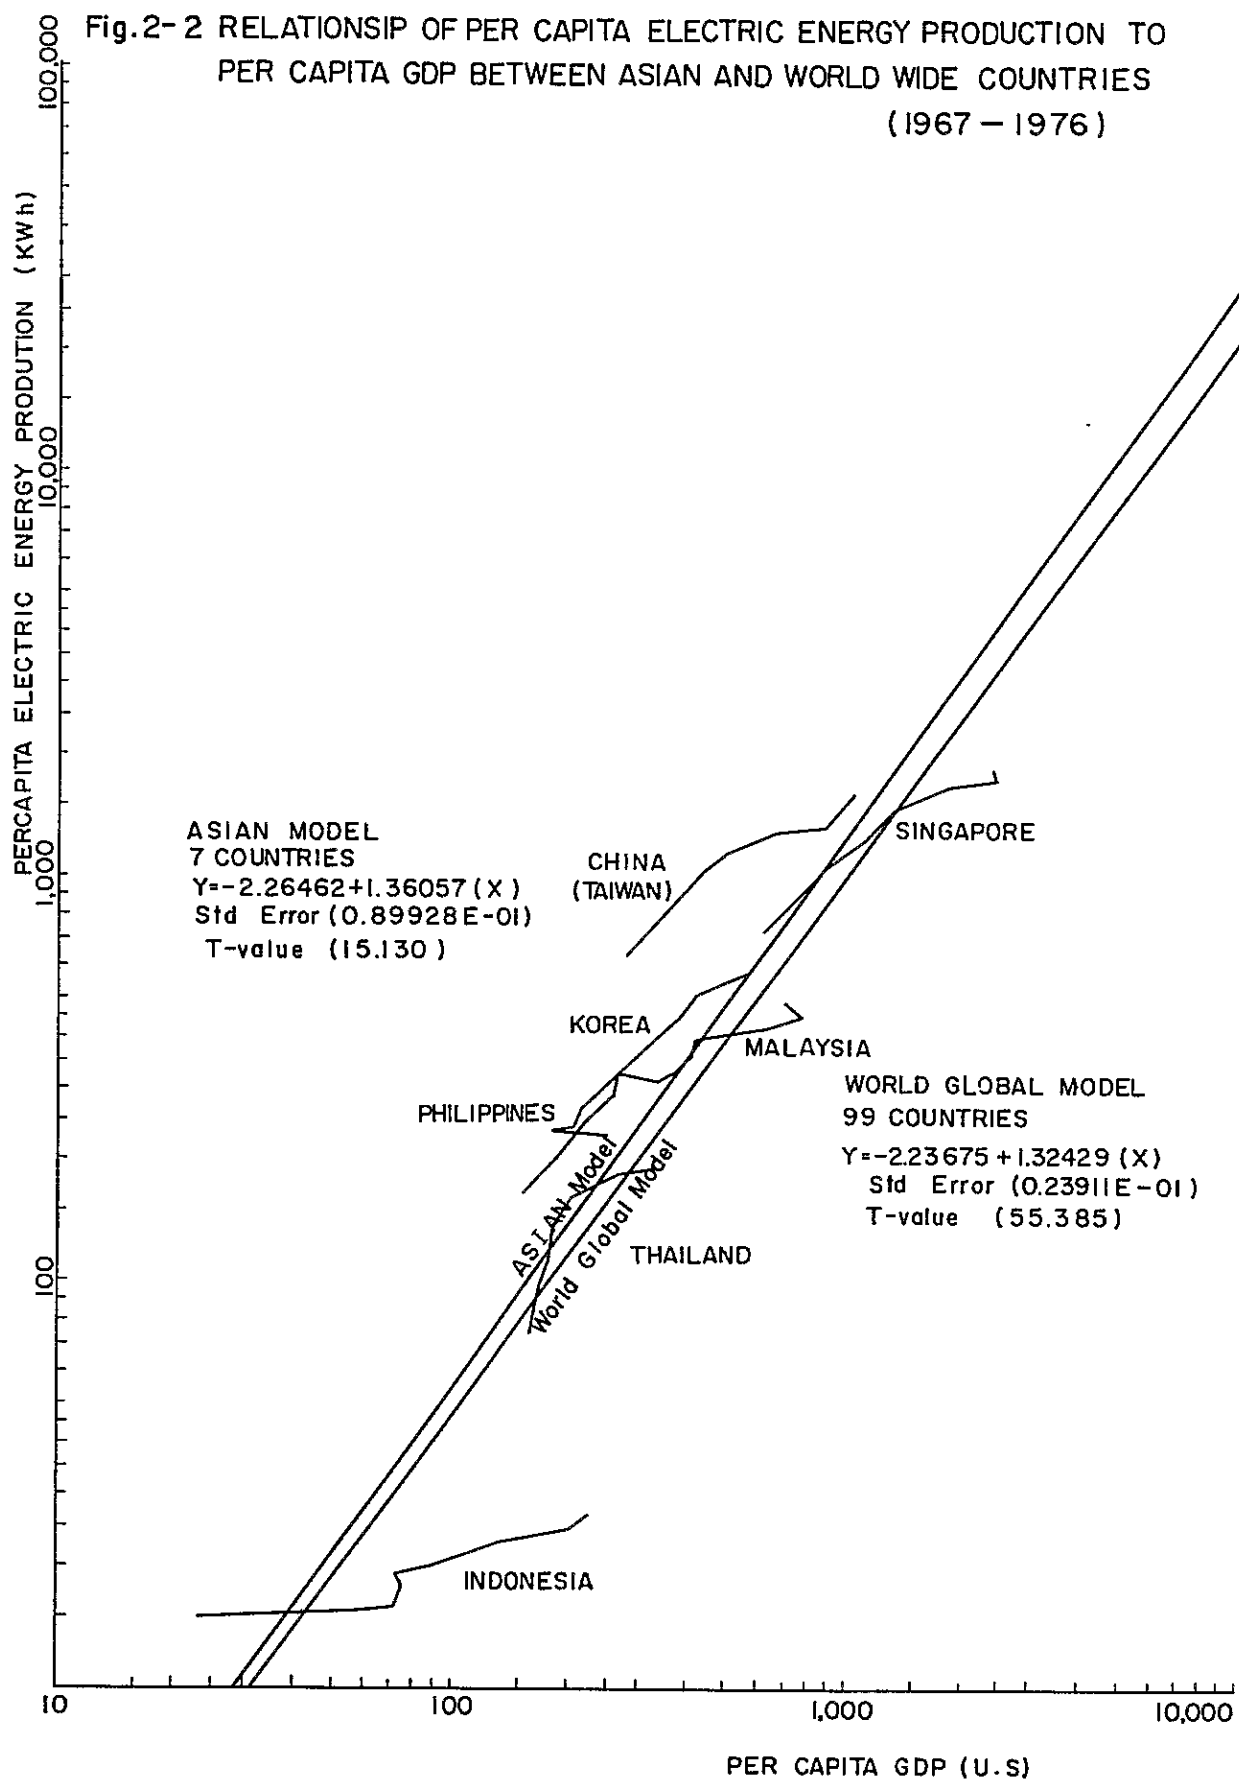 Fig.2-2 RELATIONSIP OF PER CAPITA ELECTRIC ENERGY PRODUCTION TO
PER CAPITA GDP BETWEEN ASIAN AND WORLD WIDE COUNTRIES
(1967 - 1976)
PERCAPITA ELECTRIC ENERGY PRODUTION (KWh)
100,000
10,000
1,000
100
ASIAN MODEL
7 COUNTRIES
Y=-2.26462+1.36057 (X)
Std Error (0.89928E-01)
T-value (15.130)
CHINA
(TAIWAN)
SINGAPORE
KOREA
MALAYSIA
PHILIPPINES
WORLD GLOBAL MODEL
99 COUNTRIES
Y=-2.23675+1.32429 (X)
Std Error (0.23911E-01)
T-value (55.385)
ASIAN Model
World Global Model
THAILAND
INDONESIA
10
100
1,000
10,000
PER CAPITA GDP (U.S)